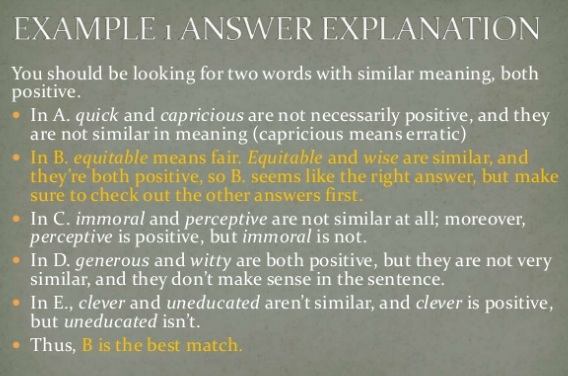 EXAMPLE 1 ANSWER EXPLANATION
You should be looking for two words with similar meaning, both
positive.
• In A. quick and capricious are not necessarily positive, and they
are not similar in meaning (capricious means erratic)
• In B. equitable means fair. Equitable and wise are similar, and
they're both positive, so B. seems like the right answer, but make
sure to check out the other answers first.
• In C. immoral and perceptive are not similar at all; moreover,
perceptive is positive, but immoral is not.
• In D. generous and witty are both positive, but they are not very
similar, and they don't make sense in the sentence.
• In E., clever and uneducated aren't similar, and clever is positive,
but uneducated isn't.
• Thus, B is the best match.